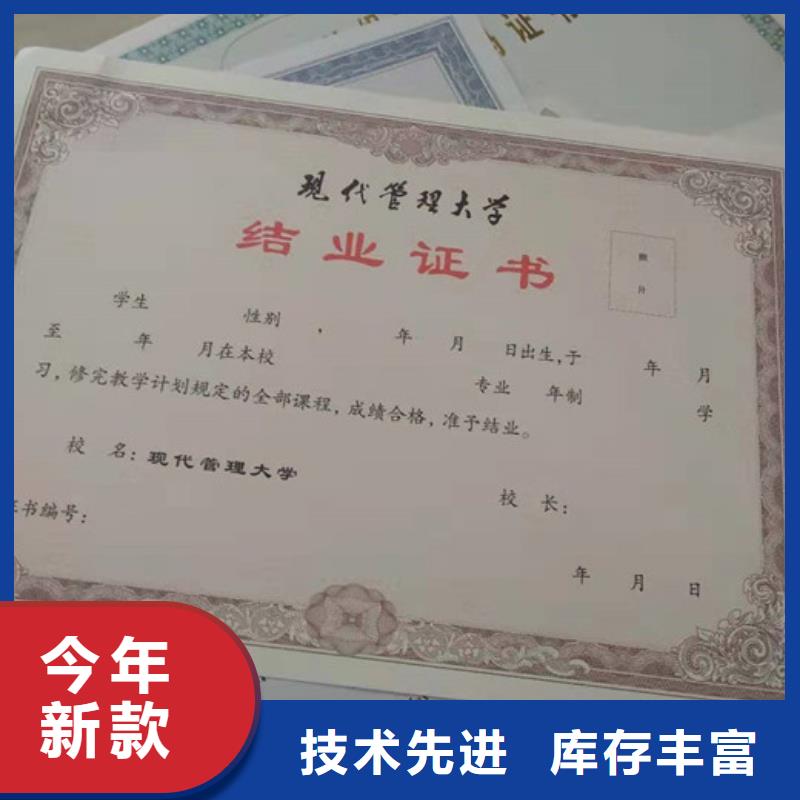 证书
现代管理大学
结业证书
照
片
学生 性别 , 年 月 日出生,于 年 月
至 年 月在本校 专业 年制 学
习,修完教学计划规定的全部课程,成绩合格,准予结业。
校 名:现代管理大学
校 长:
书编号:
年 月 日
今年
新款
技术先进 库存丰富